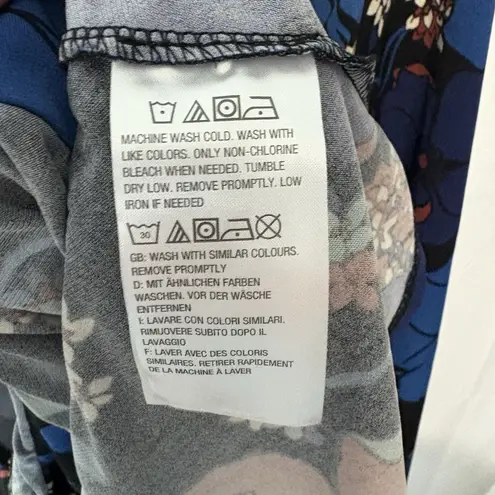 MACHINE WASH COLD. WASH WITH
LIKE COLORS. ONLY NON-CHLORINE
BLEACH WHEN NEEDED. TUMBLE
DRY LOW. REMOVE PROMPTLY. LOW
IRON IF NEEDED
30
GB: WASH WITH SIMILAR COLOURS.
REMOVE PROMPTLY
D: MIT ÄHNLICHEN FARBEN
WASCHEN. VOR DER WÄSCHE
ENTFERNEN
I: LAVARE CON COLORI SIMILARI.
RIMUOVERE SUBITO DOPO IL
LAVAGGIO
F: LAVER AVEC DES COLORIS
SIMILAIRES. RETIRER RAPIDEMENT
DE LA MACHINE À LAVER